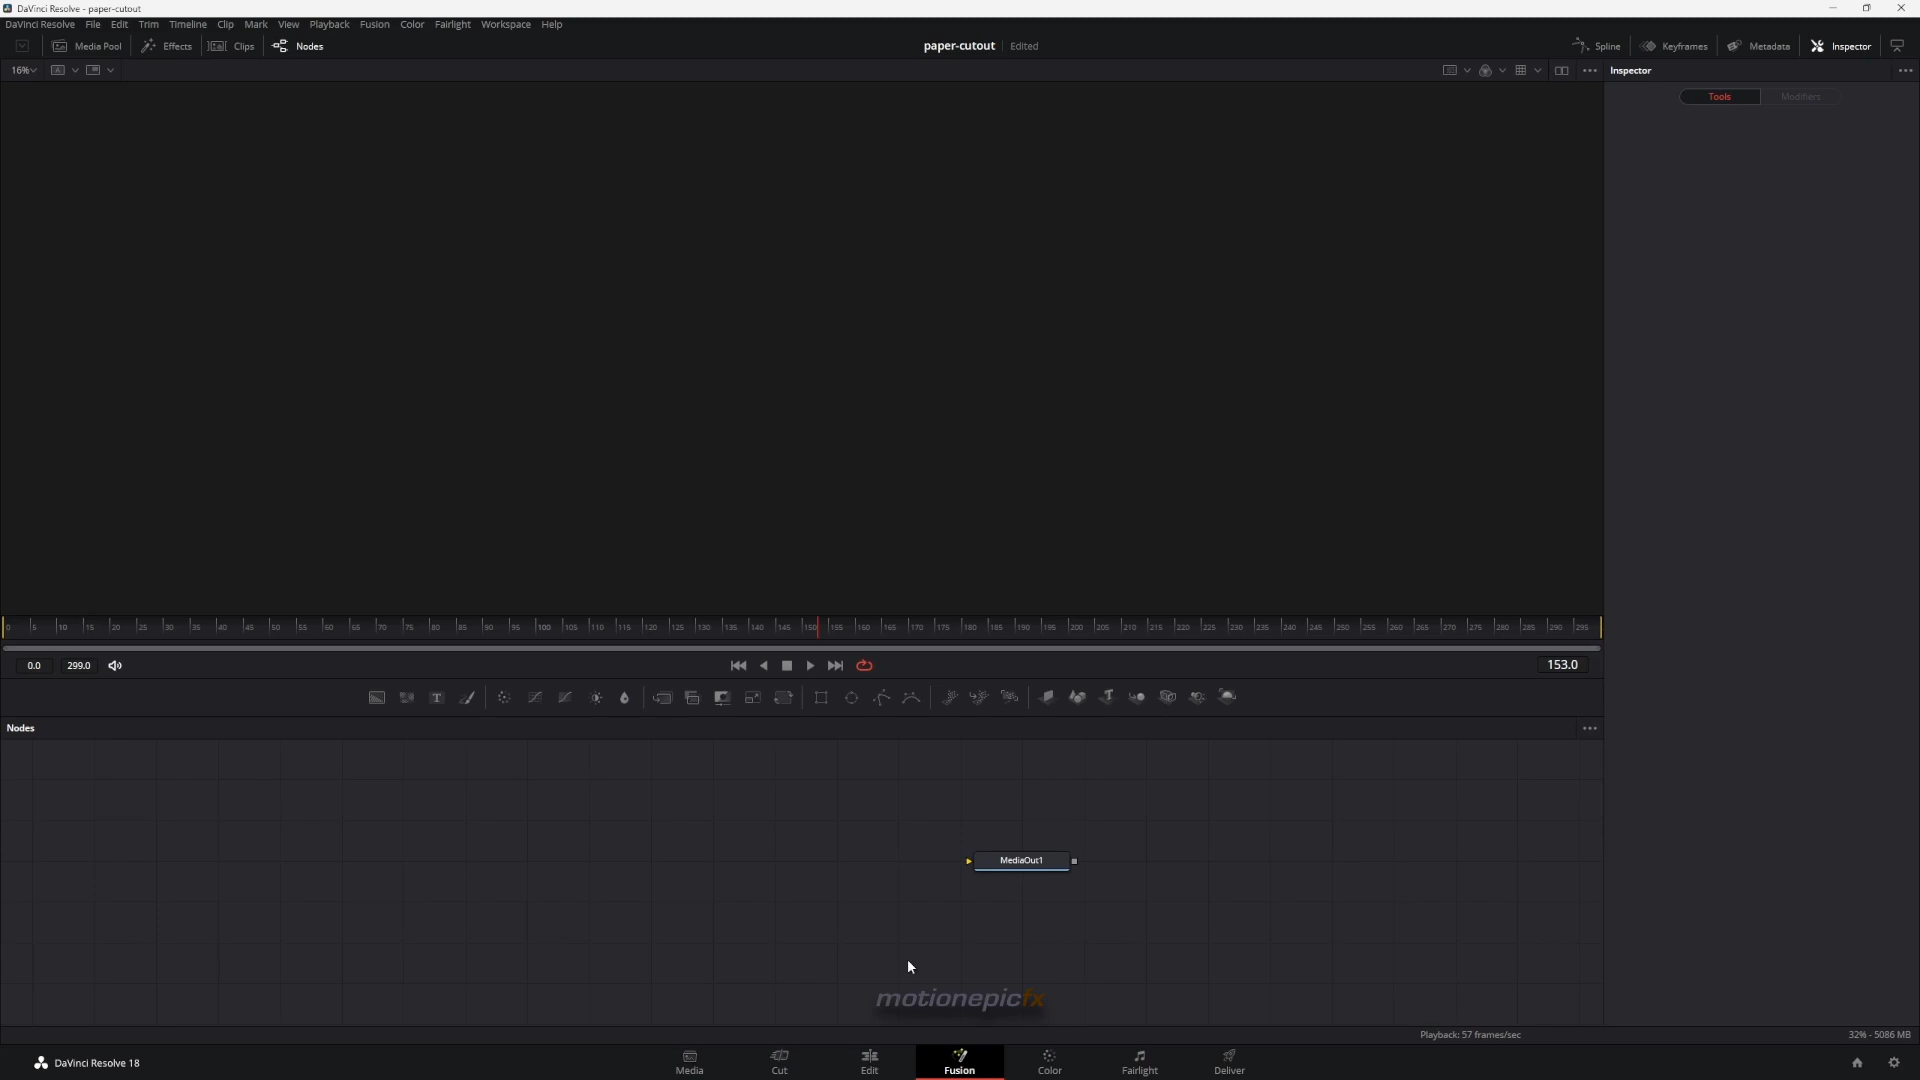 DaVinci Resolve - paper-cutout
DaVinci Resolve File Edit Trim Timeline Clip Mark View Playback Fusion Color Fairlight Workspace Help
Media Pool Effects Clips Nodes paper-cutout Edited Spline Keyframes Metadata Inspector
16% Inspector
Tools Modifiers
0 5 10 15 20 25 30 35 40 45 50 55 60 65 70 75 80 85 90 95 100 105 110 115 120 125 130 135 140 145 150 155 160 165 170 175 180 185 190 195 200 205 210 215 220 225 230 235 240 245 250 255 260 265 270 275 280 285 290 295
0.0 299.0 153.0
Nodes
MediaOut1
motionepicfx
Playback: 57 frames/sec 32% - 5086 MB
DaVinci Resolve 18 Media Cut Edit Fusion Color Fairlight Deliver